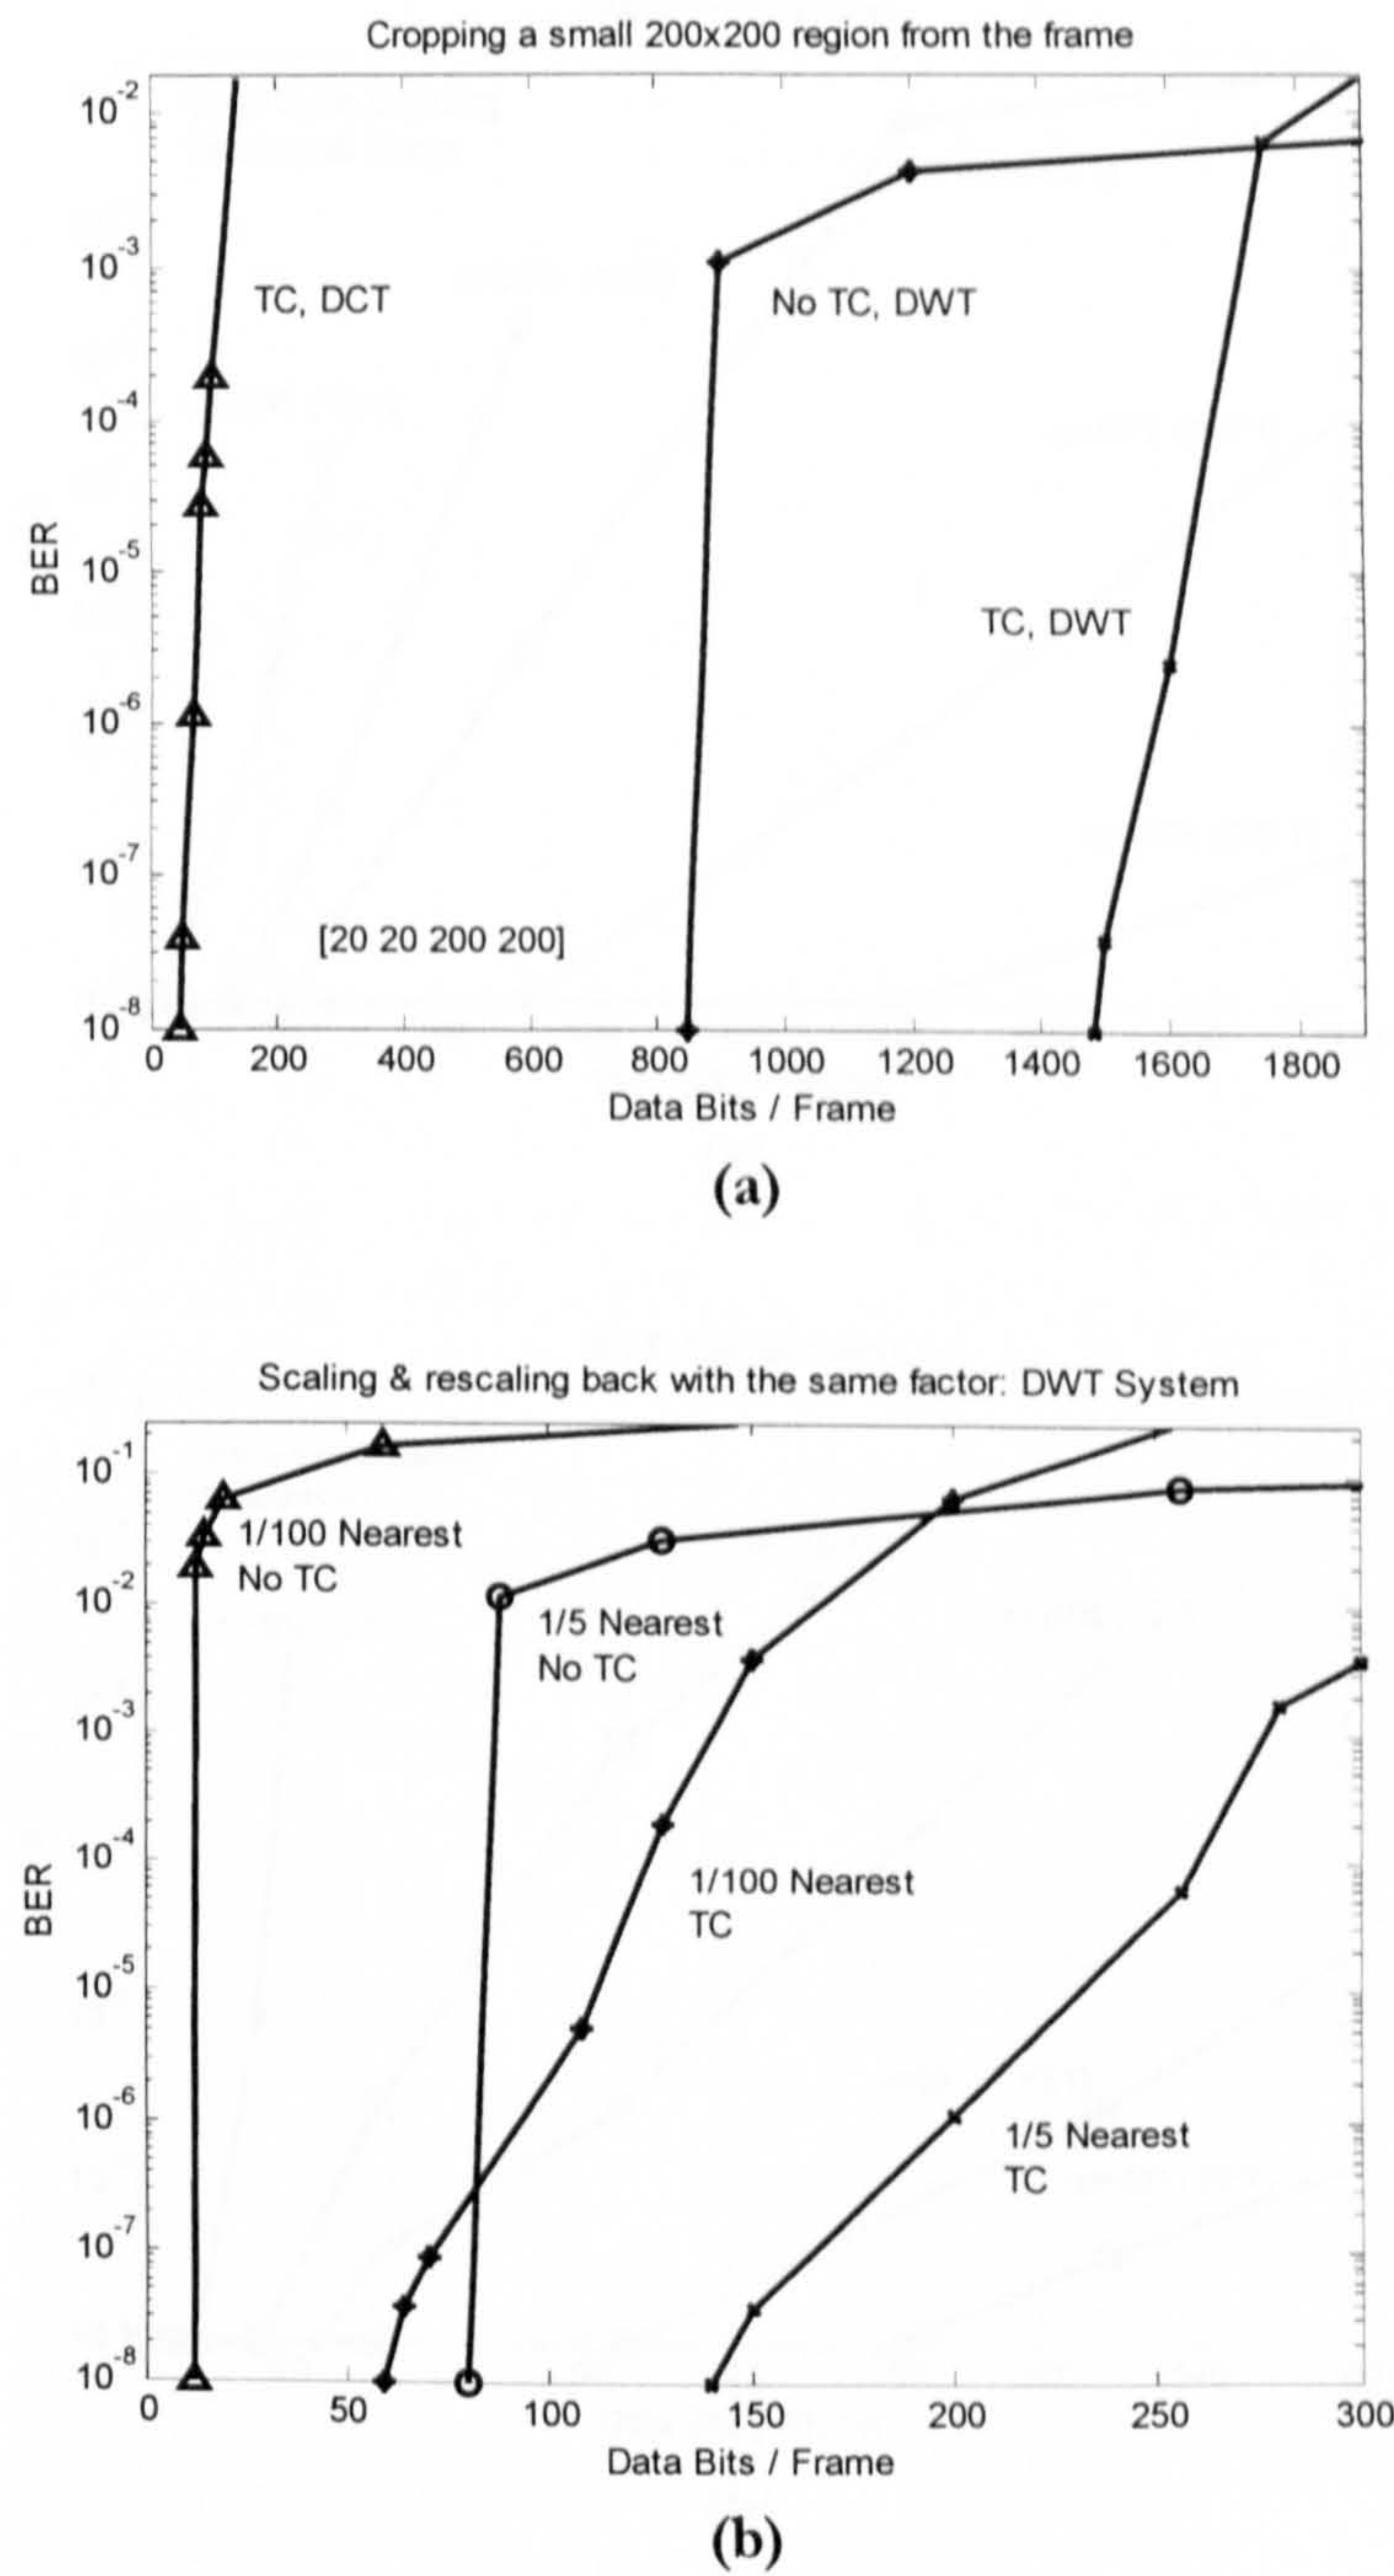 Cropping a small 200x200 region from the frame
10-2
10-3
10-4
10-5
10-6
10-7
10-8
BER
TC, DCT
No TC, DWT
TC, DWT
[20 20 200 200]
0 200 400 600 800 1000 1200 1400 1600 1800
Data Bits / Frame
(a)
Scaling & rescaling back with the same factor: DWT System
10-1
10-2
10-3
10-4
10-5
10-6
10-7
10-8
BER
1/100 Nearest
No TC
1/5 Nearest
No TC
1/100 Nearest
TC
1/5 Nearest
TC
0 50 100 150 200 250 300
Data Bits / Frame
(b)